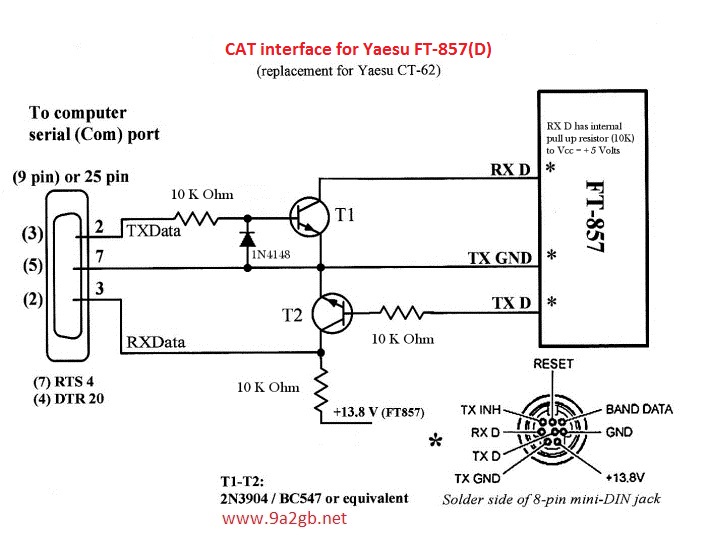 CAT interface for Yaesu FT-857(D)
(replacement for Yaesu CT-62)
To computer
serial (Com) port
(9 pin) or 25 pin
RX D has internal
pull up resistor (10K)
to Vcc = +5 Volts
RX D *
FT-857
10 K Ohm
T1
(3) 2 TXData
1N4148
(5) 7
TX GND *
(2) 3
TX D *
T2
10 K Ohm
RXData
(7) RTS 4
(4) DTR 20
10 K Ohm
+13.8 V (FT857)
RESET
TX INH
BAND DATA
RX D
GND
*
TX D
TX GND
+13.8V
T1-T2:
2N3904 / BC547 or equivalent
Solder side of 8-pin mini-DIN jack
www.9a2gb.net